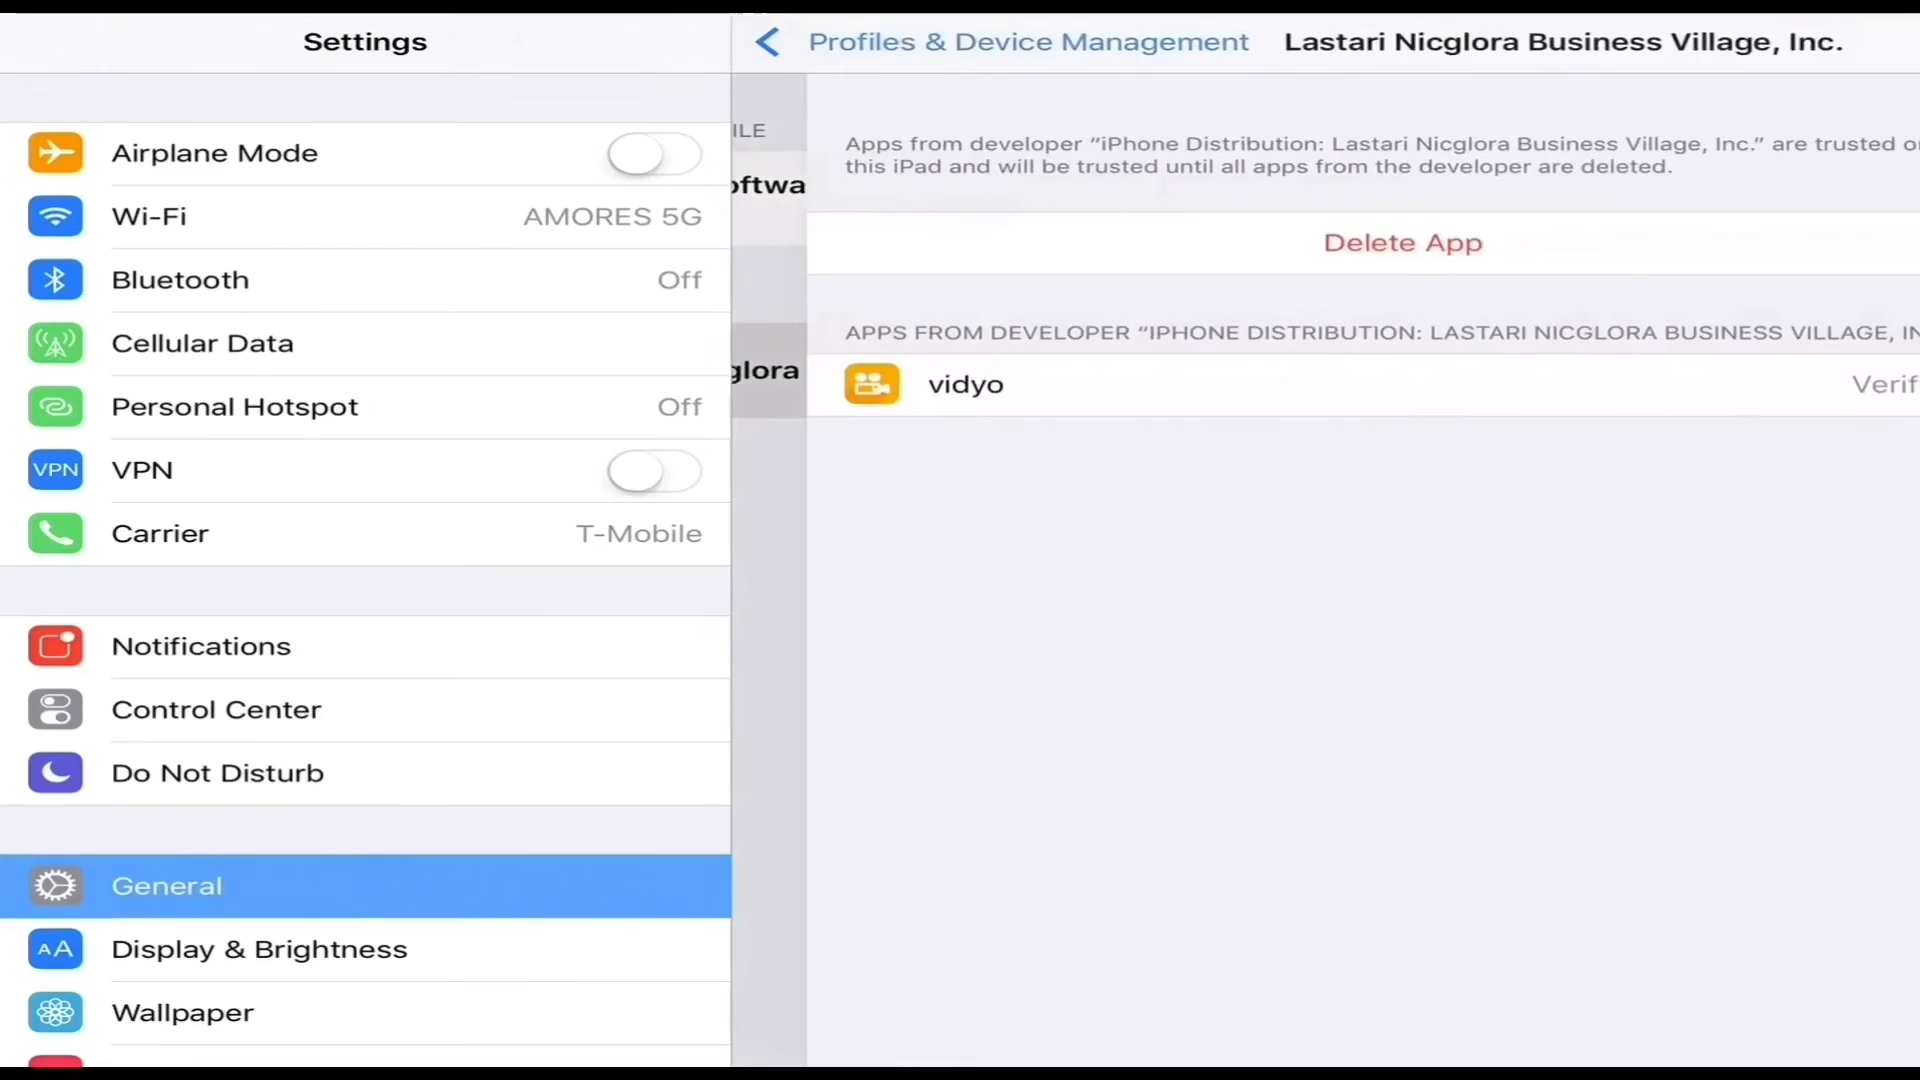 Settings
Profiles & Device Management
Lastari Nicglora Business Village, Inc.
Airplane Mode
Wi-Fi
AMORES 5G
Bluetooth
Off
Cellular Data
Personal Hotspot
Off
VPN
VPN
Carrier
T-Mobile
Notifications
Control Center
Do Not Disturb
General
AA
Display & Brightness
Wallpaper
ILE
oftwa
glora
Apps from developer “iPhone Distribution: Lastari Nicglora Business Village, Inc.” are trusted o
this iPad and will be trusted until all apps from the developer are deleted.
Delete App
APPS FROM DEVELOPER “IPHONE DISTRIBUTION: LASTARI NICGLORA BUSINESS VILLAGE, IN
vidyo
Verif